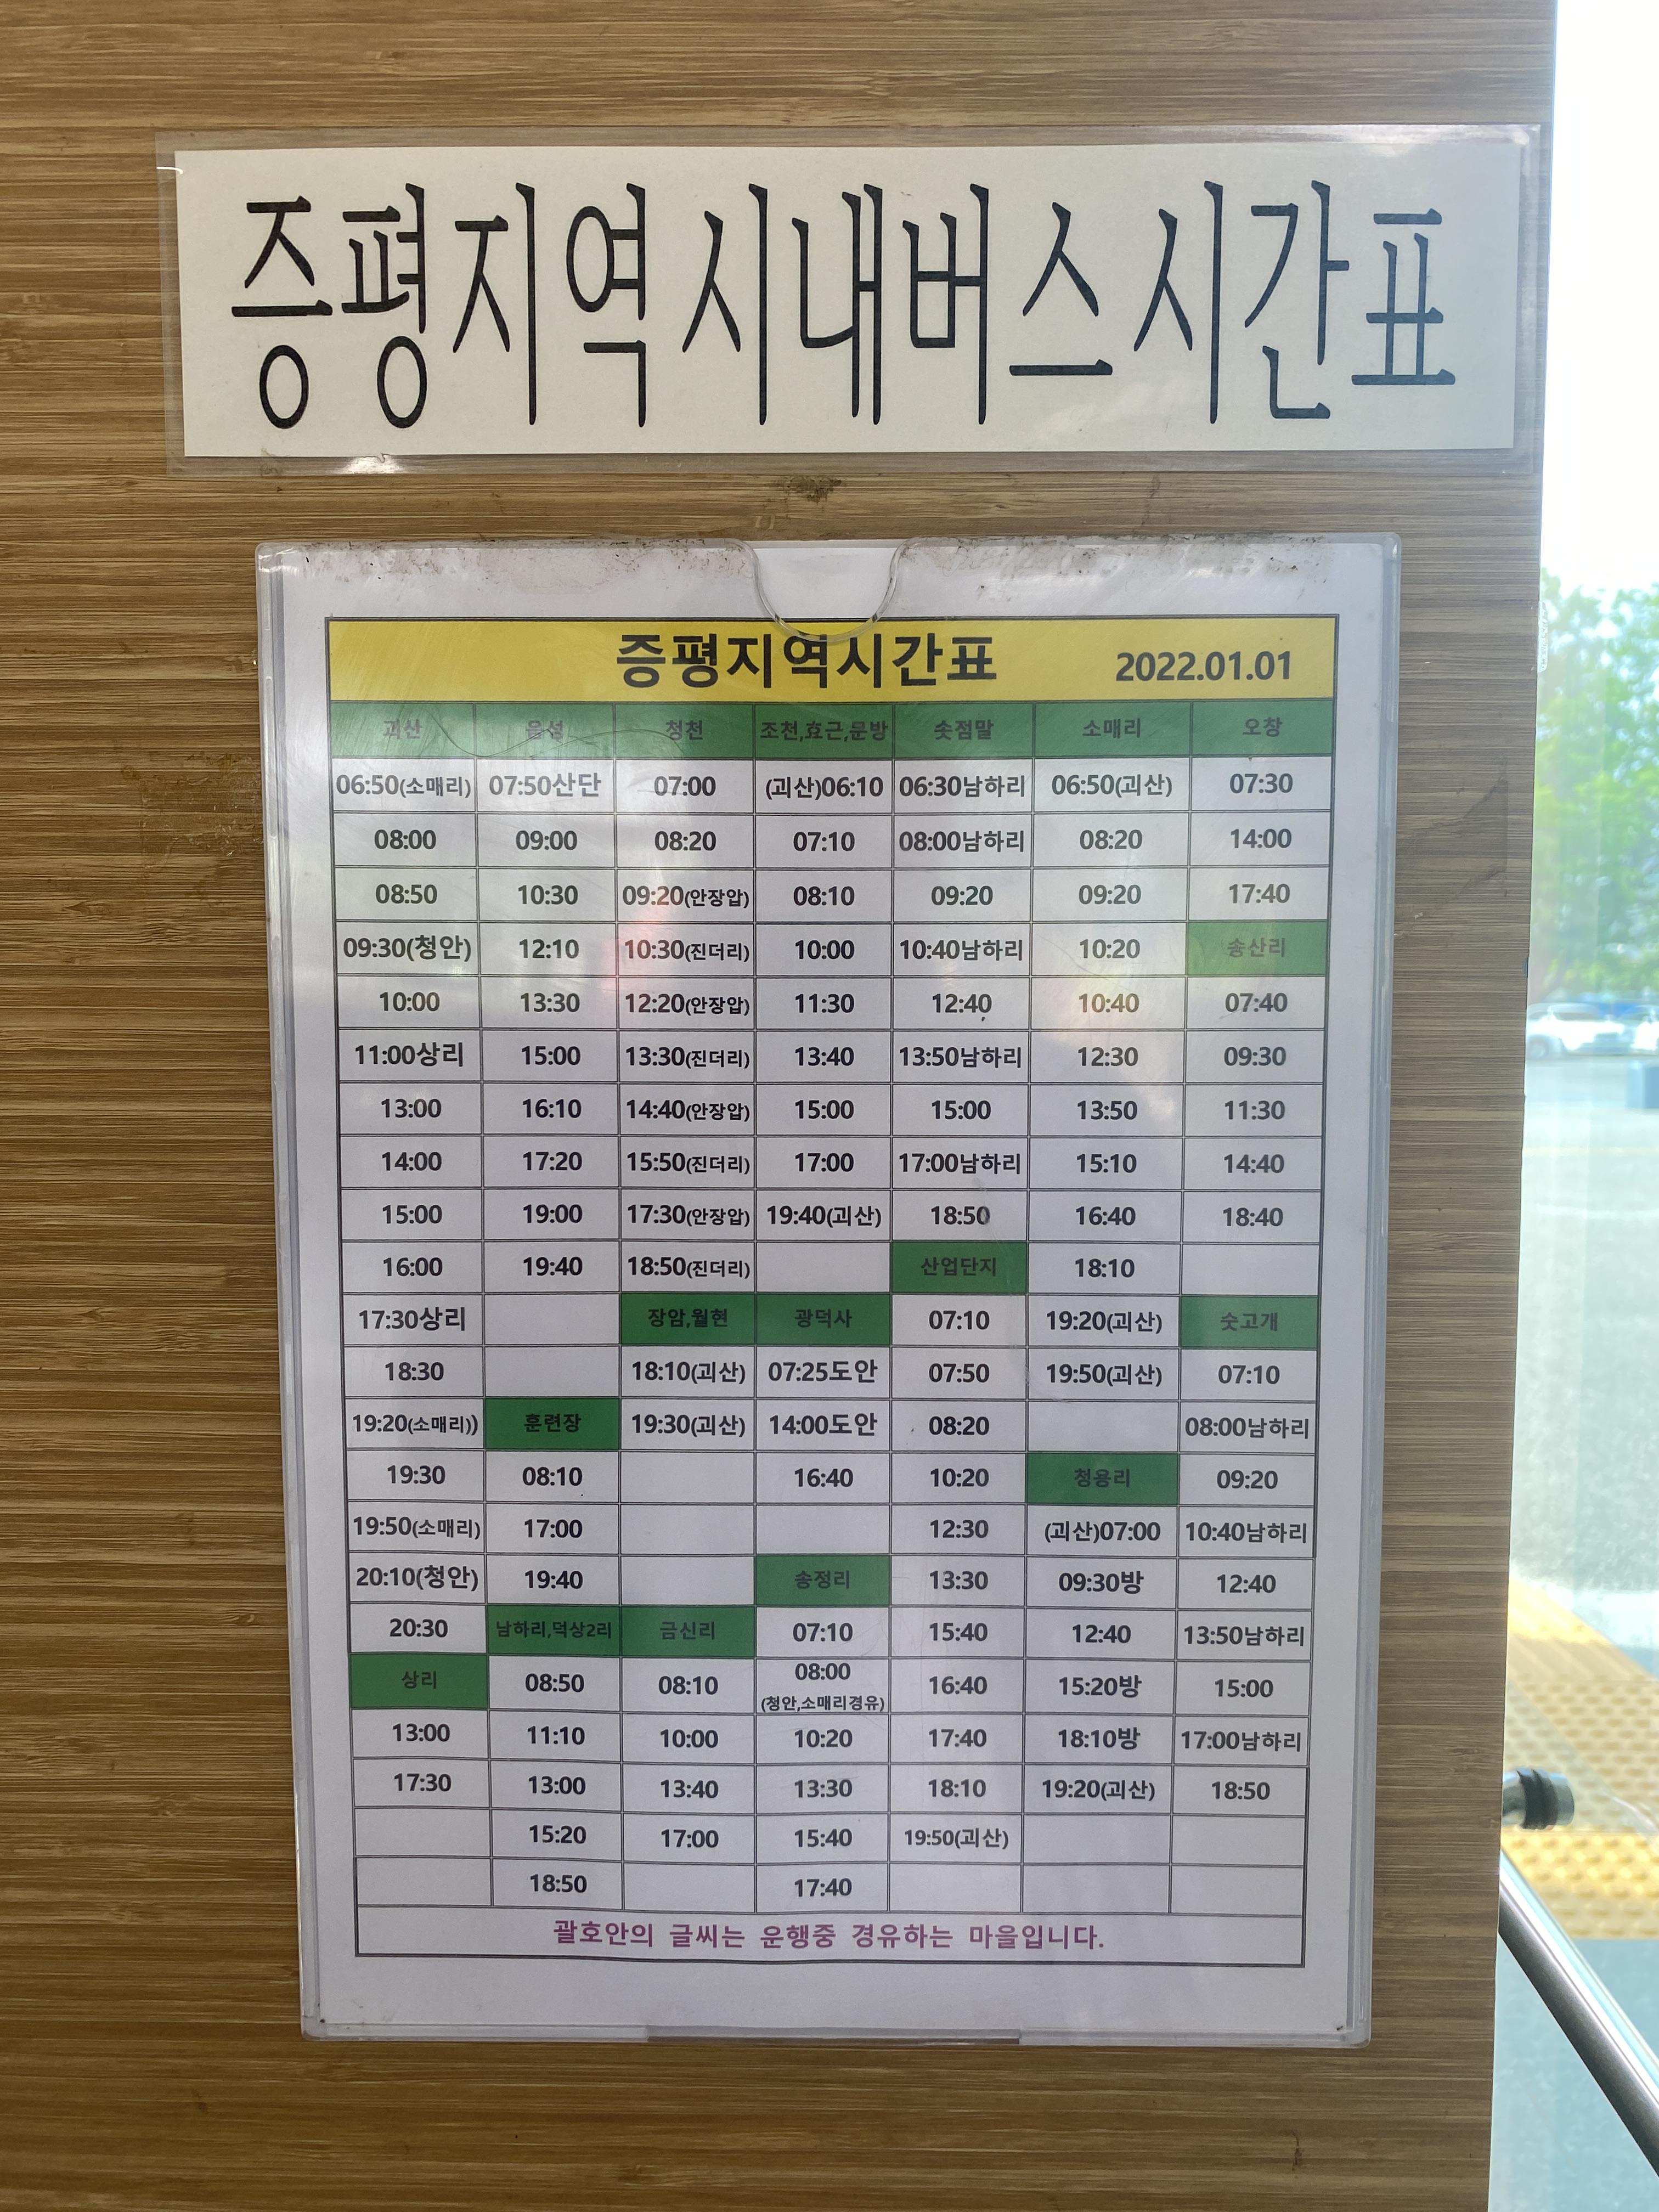 증평지역 시내버스 시간표
증평지역시간표 2022.01.01
괴산 음성 청천 조천,효근,문방 솟점말 소매리 오창
06:50(소매리) 07:50산단 07:00 (괴산)06:10 06:30남하리 06:50(괴산) 07:30
08:00 09:00 08:20 07:10 08:00남하리 08:20 14:00
08:50 10:30 09:20(안장압) 08:10 09:20 09:20 17:40
09:30(청안) 12:10 10:30(진더리) 10:00 10:40남하리 10:20 송산리
10:00 13:30 12:20(안장압) 11:30 12:40 10:40 07:40
11:00상리 15:00 13:30(진더리) 13:40 13:50남하리 12:30 09:30
13:00 16:10 14:40(안장압) 15:00 15:00 13:50 11:30
14:00 17:20 15:50(진더리) 17:00 17:00남하리 15:10 14:40
15:00 19:00 17:30(안장압) 19:40(괴산) 18:50 16:40 18:40
16:00 19:40 18:50(진더리) 산업단지 18:10
17:30상리 장암,월현 광덕사 07:10 19:20(괴산) 숫고개
18:30 18:10(괴산) 07:25도안 07:50 19:50(괴산) 07:10
19:20(소매리)) 훈련장 19:30(괴산) 14:00도안 08:20 08:00남하리
19:30 08:10 16:40 10:20 청용리 09:20
19:50(소매리) 17:00 12:30 (괴산)07:00 10:40남하리
20:10(청안) 19:40 송정리 13:30 09:30방 12:40
20:30 남하리,덕상2리 금신리 07:10 15:40 12:40 13:50남하리
상리 08:50 08:10 08:00 16:40 15:20방 15:00
(청안,소매리경유)
13:00 11:10 10:00 10:20 17:40 18:10방 17:00남하리
17:30 13:00 13:40 13:30 18:10 19:20(괴산) 18:50
15:20 17:00 15:40 19:50(괴산)
18:50 17:40
괄호안의 글씨는 운행중 경유하는 마을입니다.